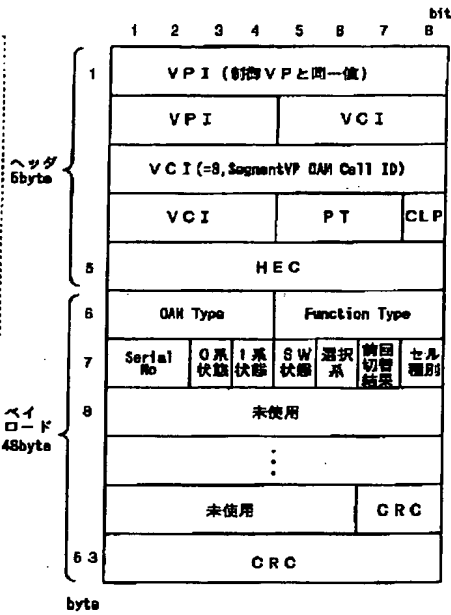 bit
1 2 3 4 5 6 7 8
1 VPI (制御VPと同一値)
VPI VCI
VCI(=3,SegmentVP OAM Cell ID)
VCI PT CLP
5 HEC
ヘッダ
5byte
6 OAM Type Function Type
7 Serial No 0系状態 1系状態 SW状態 選択系 前回切替結果 セル種別
8 未使用
ペイロード
48byte
未使用 CRC
53 CRC
byte